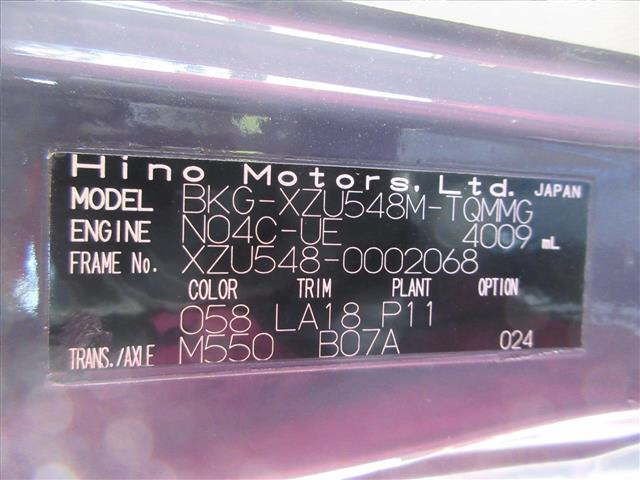 Hino Motors, Ltd. JAPAN
MODEL BKG-XZU548M-TQMMG
ENGINE N04C-UE 4009 mL
FRAME No. XZU548-0002068
COLOR TRIM PLANT OPTION
058 LA18 P11
TRANS./AXLE M550 B07A 024